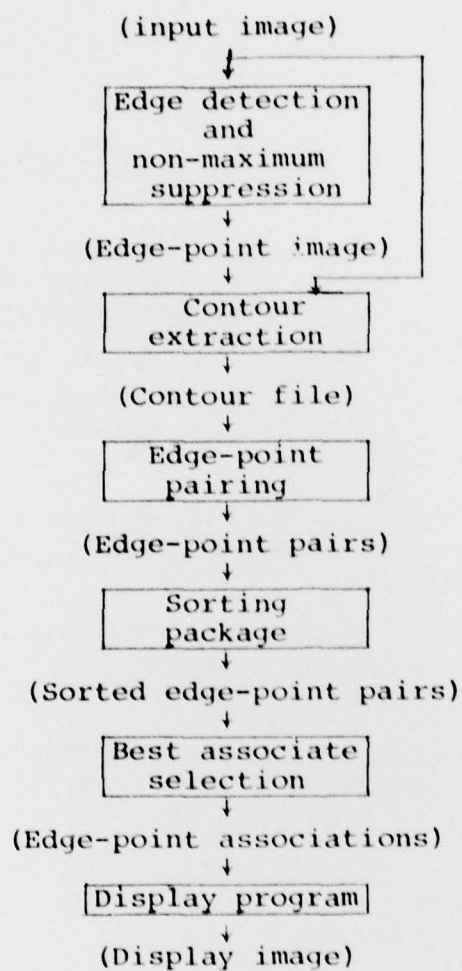 (input image)
Edge detection
and
non-maximum
suppression
(Edge-point image)
Contour
extraction
(Contour file)
Edge-point
pairing
(Edge-point pairs)
Sorting
package
(Sorted edge-point pairs)
Best associate
selection
(Edge-point associations)
Display program
(Display image)